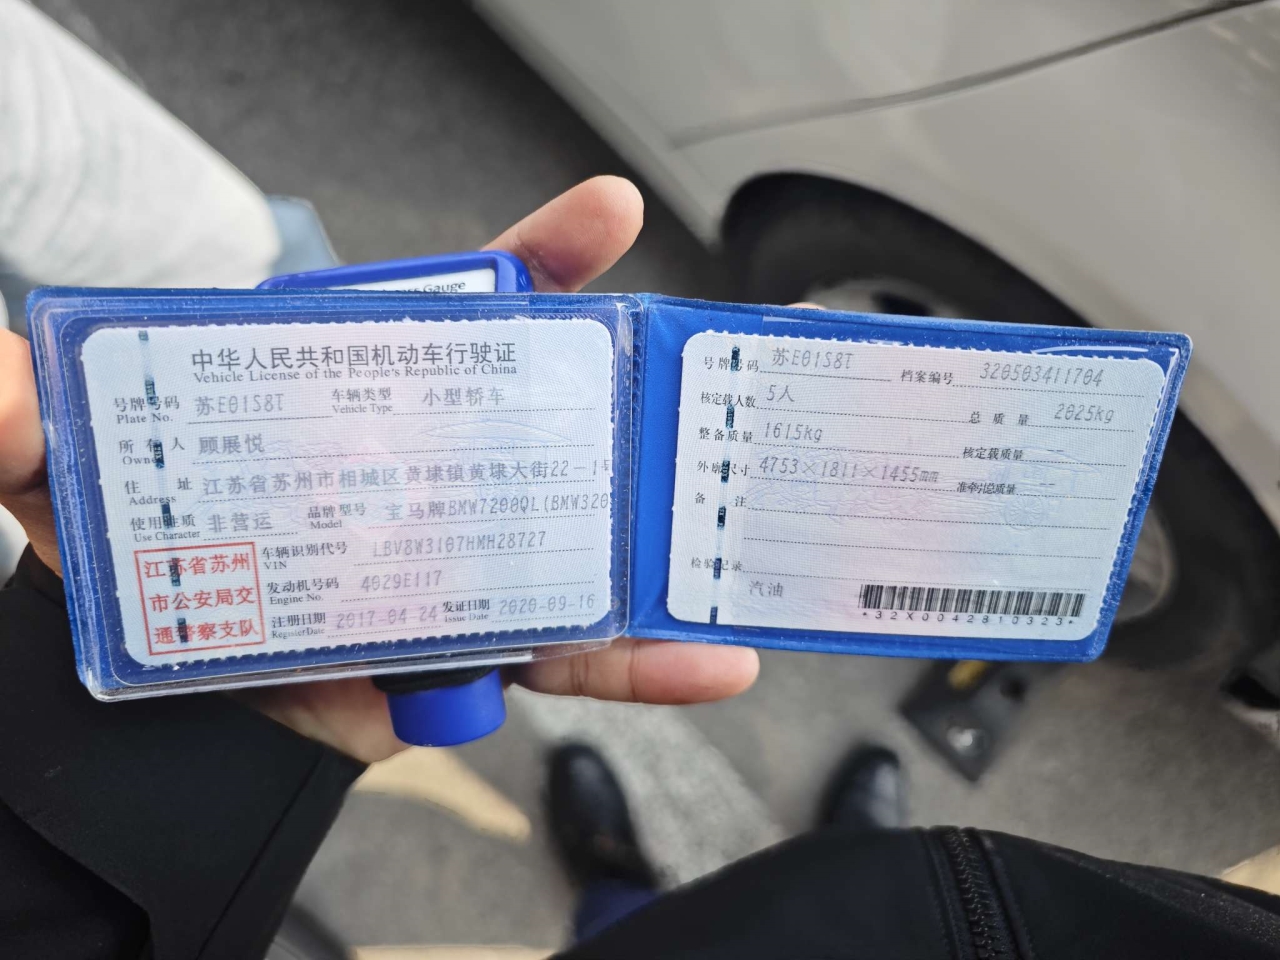 Gauge
中华人民共和国机动车行驶证
Vehicle License of the People's Republic of China
号牌号码 苏E01S8T 车辆类型 小型轿车
Plate No. Vehicle Type
所有人 顾展悦
Owner
住址 江苏省苏州市相城区黄埭镇黄埭大街22-1
Address
使用性质 非营运 品牌型号 宝马牌BMW7200QL(BMW320
Use Character Model
江苏省苏州
市公安局交
通警察支队
车辆识别代号 LBV8W3107HMH28727
VIN
发动机号码 4029E117
Engine No.
注册日期 2017-04-24 发证日期 2020-09-16
Register Date Issue Date
号牌号码 苏E01S8T 档案编号 320503411704
核定载人数 5人 总质量 2025kg
整备质量 1615kg 核定载质量 --
外廓尺寸 4753×1811×1455mm 准牵引总质量 --
备注
检验记录
汽油
*32X0042810323*